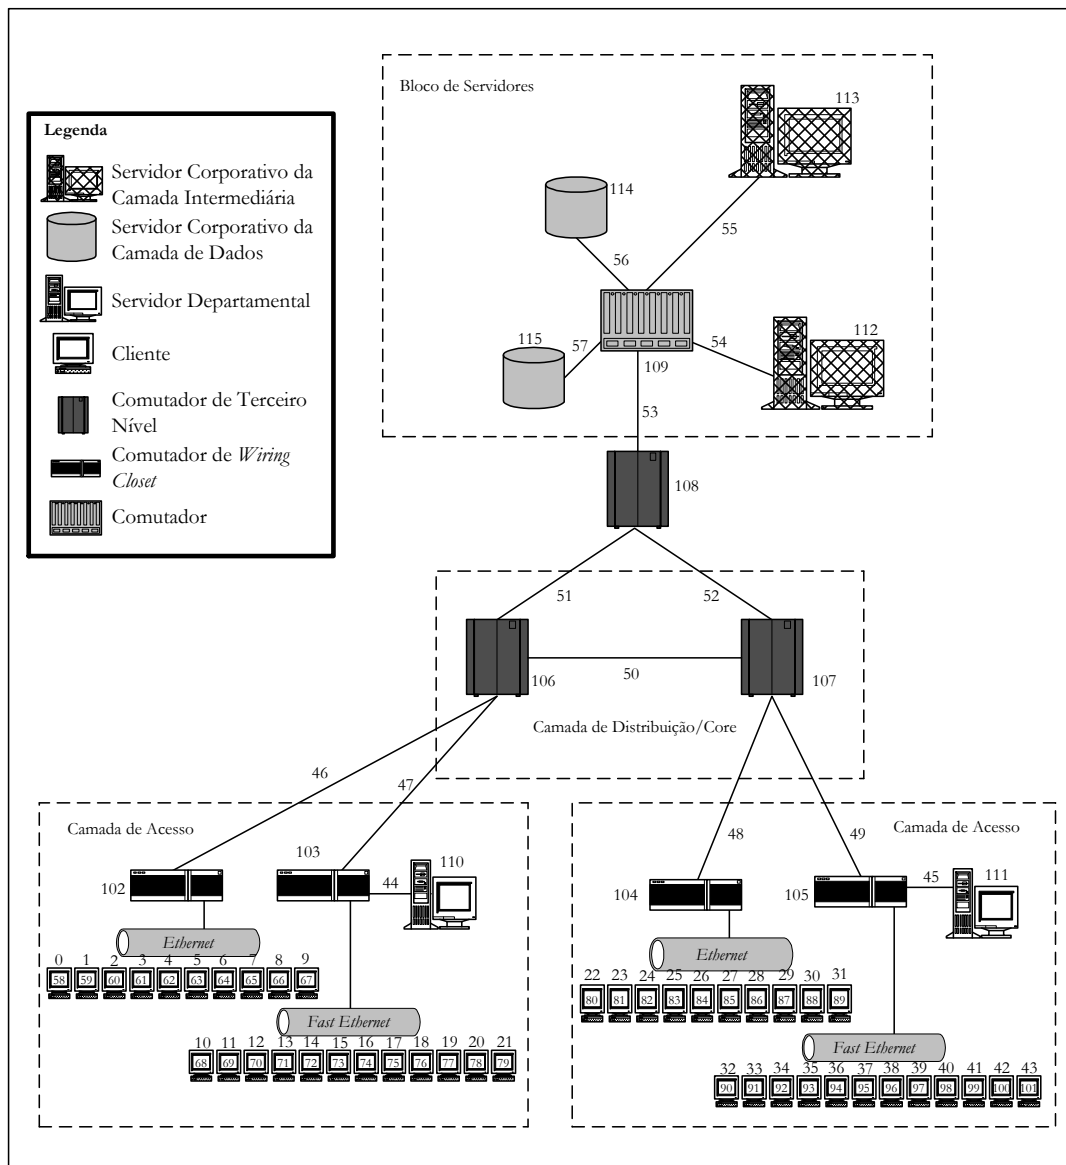 Bloco de Servidores
113
114
55
56
115
57
54
112
109
53
Legenda
Servidor Corporativo da
Camada Intermediária
Servidor Corporativo da
Camada de Dados
Servidor Departamental
Cliente
Comutador de Terceiro
Nível
Comutador de Wiring
Closet
Comutador
108
51
52
50
106
107
Camada de Distribuição/Core
46
47
48
49
Camada de Acesso
102
103
44
110
Ethernet
0 1 2 3 4 5 6 7 8 9
58 59 60 61 62 63 64 65 66 67
Fast Ethernet
10 11 12 13 14 15 16 17 18 19 20 21
68 69 70 71 72 73 74 75 76 77 78 79
Camada de Acesso
104
105
45
111
Ethernet
22 23 24 25 26 27 28 29 30 31
80 81 82 83 84 85 86 87 88 89
Fast Ethernet
32 33 34 35 36 37 38 39 40 41 42 43
90 91 92 93 94 95 96 97 98 99 100 101